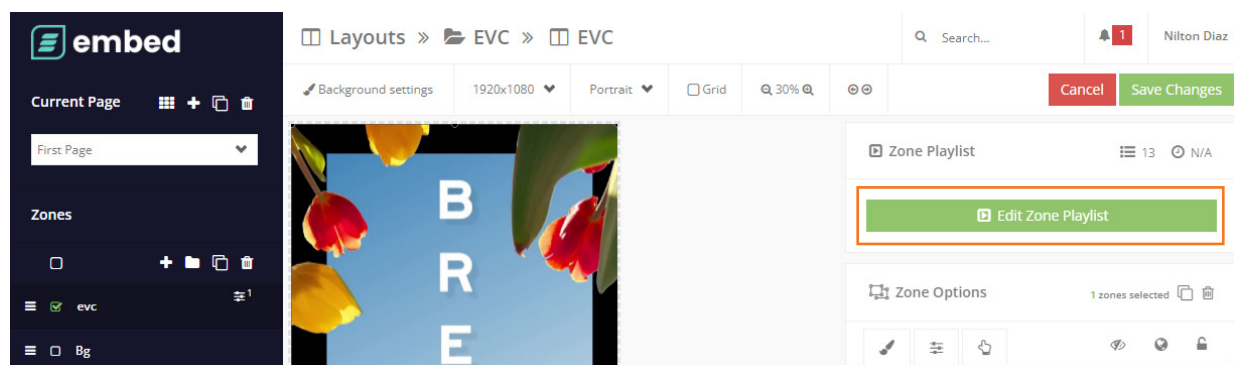 embed
Layouts » EVC » EVC
Search...
1
Nilton Diaz
Current Page
Background settings
1920x1080
Portrait
Grid
30%
Cancel
Save Changes
First Page
Zone Playlist
13
N/A
Edit Zone Playlist
Zones
evc
1
Bg
Zone Options
1 zones selected
B
R
E